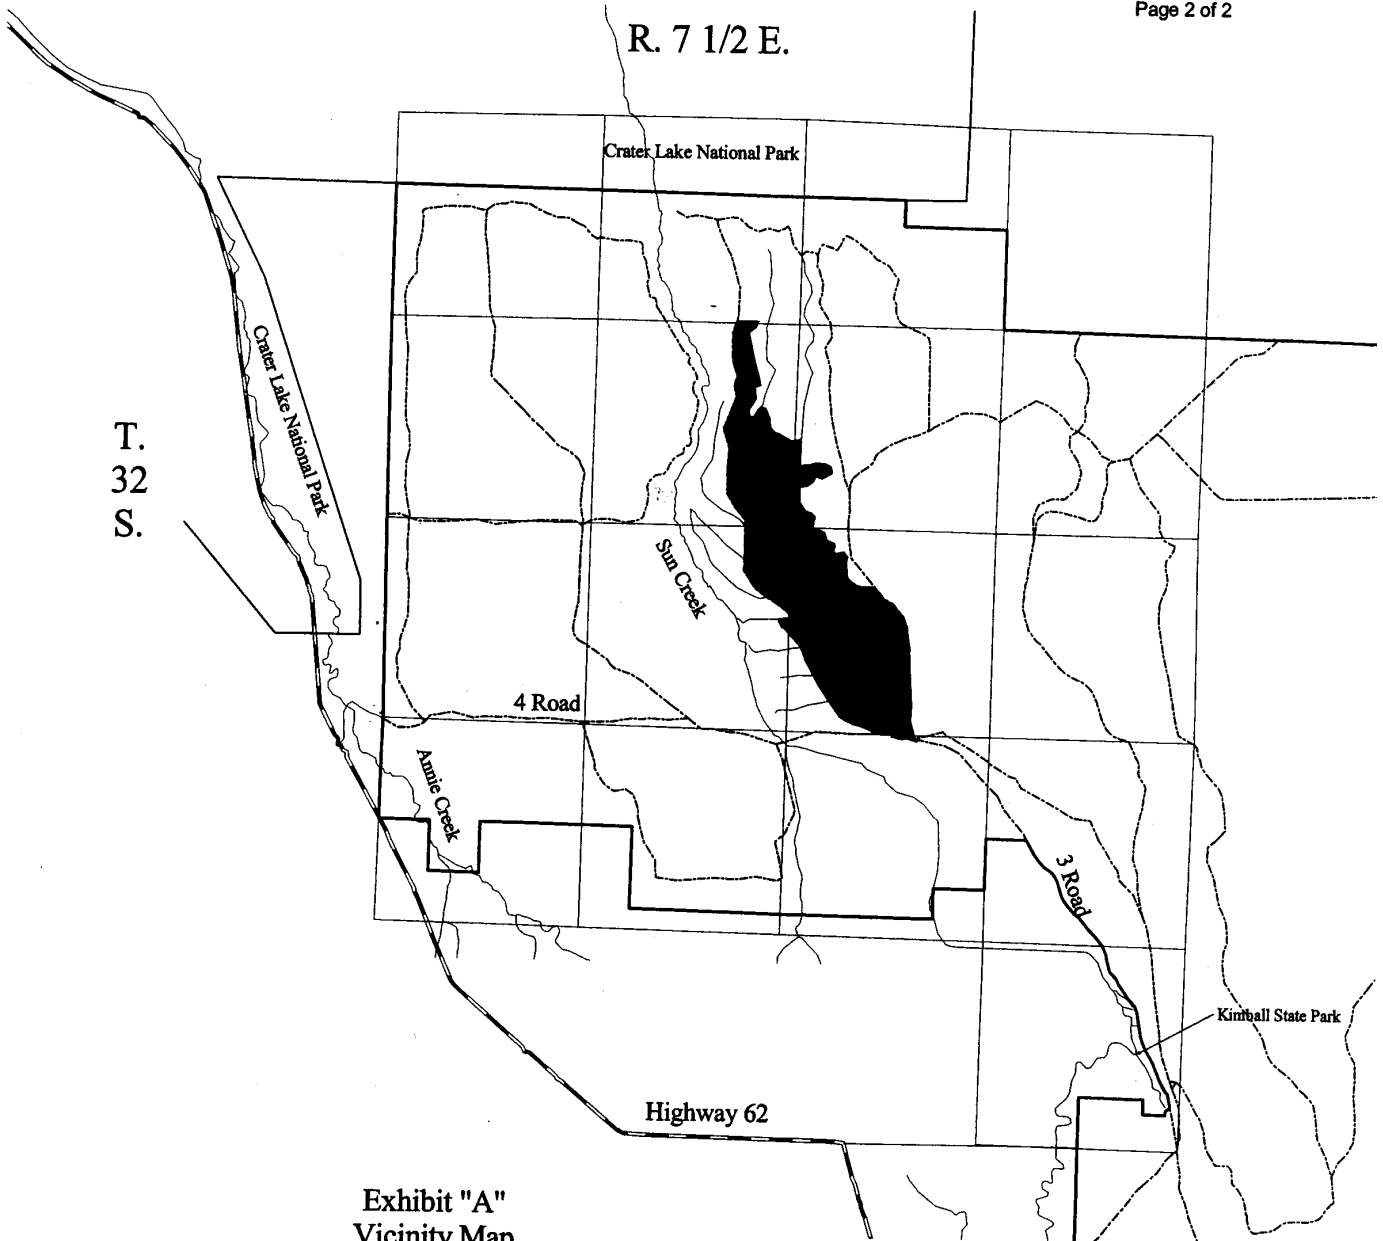 Page 2 of 2
R. 7 1/2 E.
Crater Lake National Park
Crater Lake National Park
T.
32
S.
Sun Creek
4 Road
Annie Creek
3 Road
Kimball State Park
Highway 62
Exhibit "A"
Vicinity Map